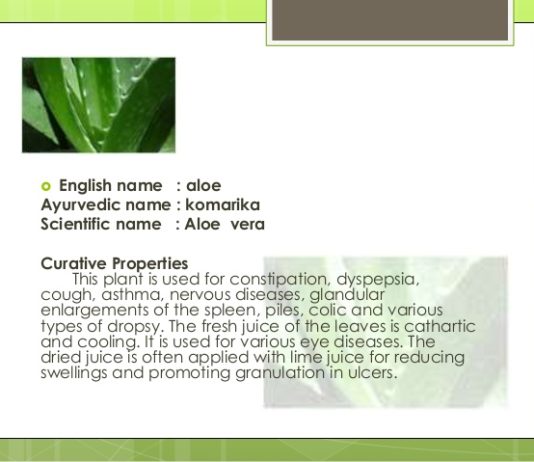 English name : aloe
Ayurvedic name : komarika
Scientific name : Aloe vera
Curative Properties
This plant is used for constipation, dyspepsia,
cough, asthma, nervous diseases, glandular
enlargements of the spleen, piles, colic and various
types of dropsy. The fresh juice of the leaves is cathartic
and cooling. It is used for various eye diseases. The
dried juice is often applied with lime juice for reducing
swellings and promoting granulation in ulcers.